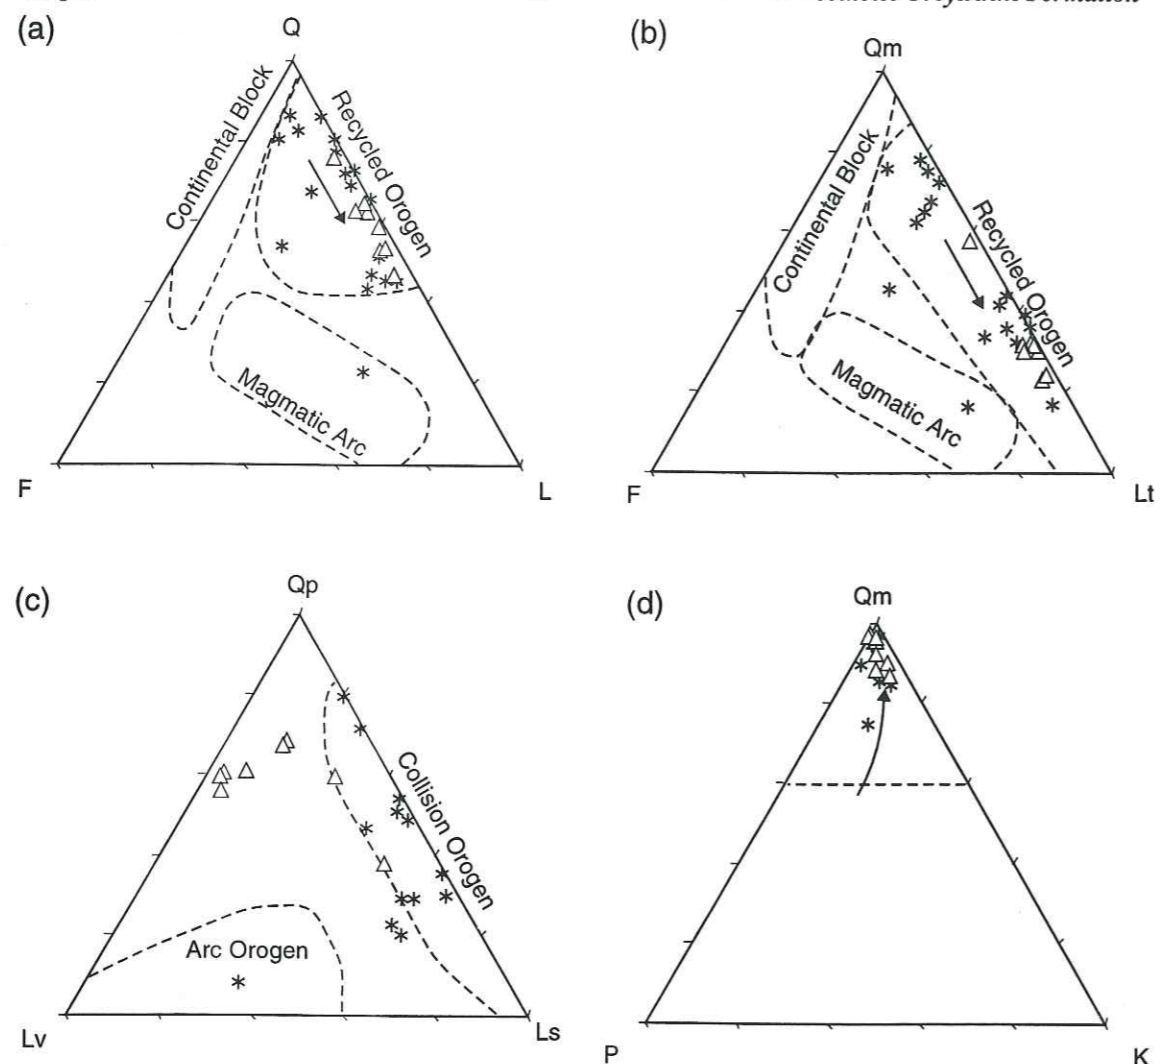 (a)
Q
Continental Block
Recycled Orogen
Magmatic Arc
F
L
(b)
Qm
Continental Block
Recycled Orogen
Magmatic Arc
F
Lt
(c)
Qp
Collision Orogen
Arc Orogen
Lv
Ls
(d)
Qm
P
K